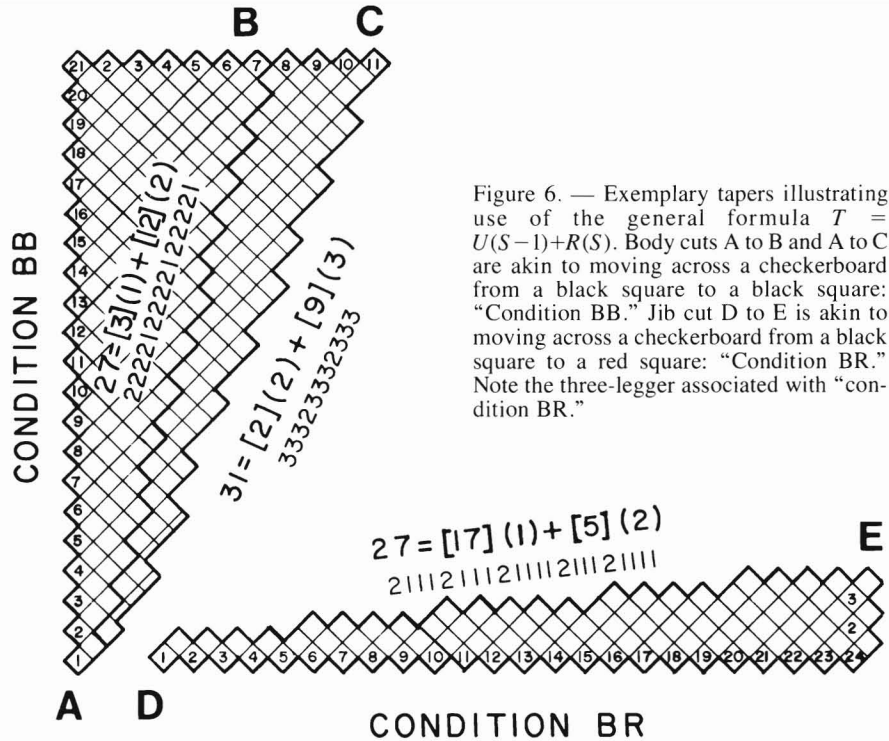 B C
21 2 3 4 5 6 7 8 9 10 11
20
19
18
17
16
15
14
13
12
11
10
9
8
7
6
5
4
3
2
1
CONDITION BB
27=[3](1)+[12](2)
222212222122221
31=[2](2)+[9](3)
33323332333
A
Figure 6. — Exemplary tapers illustrating
use of the general formula T =
U(S−1)+R(S). Body cuts A to B and A to C
are akin to moving across a checkerboard
from a black square to a black square:
“Condition BB.” Jib cut D to E is akin to
moving across a checkerboard from a black
square to a red square: “Condition BR.”
Note the three-legger associated with “con-
dition BR.”
27=[17](1)+[5](2)
2111211121111211121111
E
3
2
1 2 3 4 5 6 7 8 9 10 11 12 13 14 15 16 17 18 19 20 21 22 23 24
D
CONDITION BR